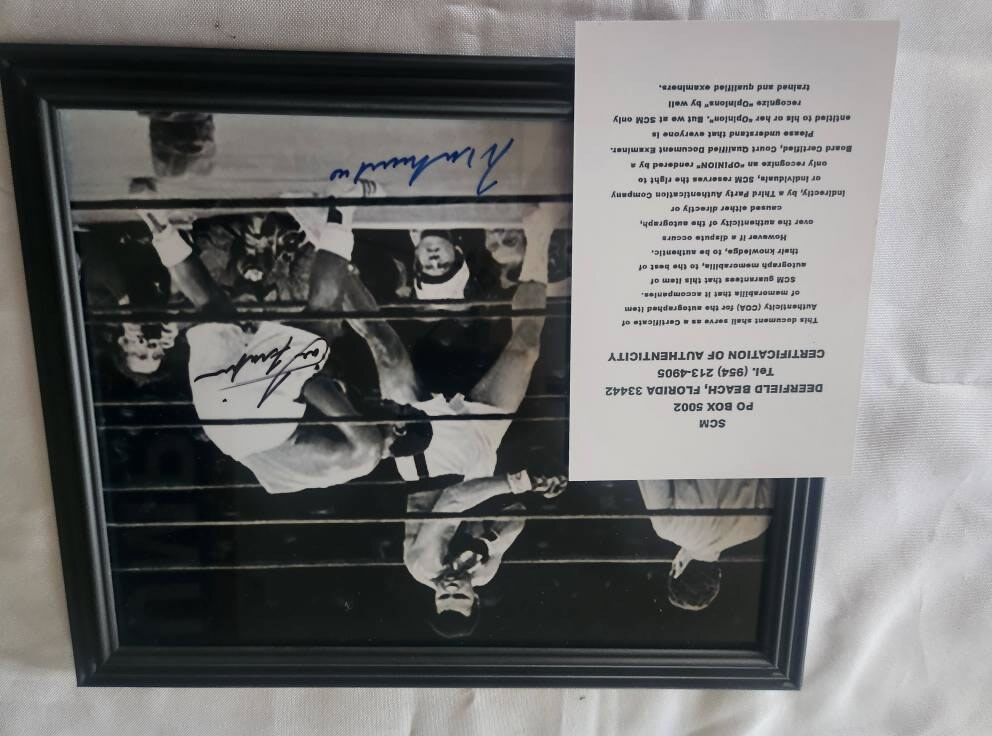 SCM
PO BOX 5002
DEERFIELD BEACH, FLORIDA 33442
Tel. (954) 213-4905
CERTIFICATION OF AUTHENTICITY
This document shall serve as a Certificate of
Authenticity (COA) for the autographed item
of memorabilia that it accompanies.
SCM guarantees that this item of
autograph memorabilia, to the best of
their knowledge, to be authentic.
However if a dispute occurs
over the authenticity of the autograph,
caused either directly or
indirectly, by a Third Party Authentication Company
or individuals, SCM reserves the right to
only recognize an "OPINION" rendered by a
Board Certified, Court Qualified Document Examiner.
Please understand that everyone is
entitled to his or her "Opinion". But we at SCM only
recognize "Opinions" by well
trained and qualified examiners.